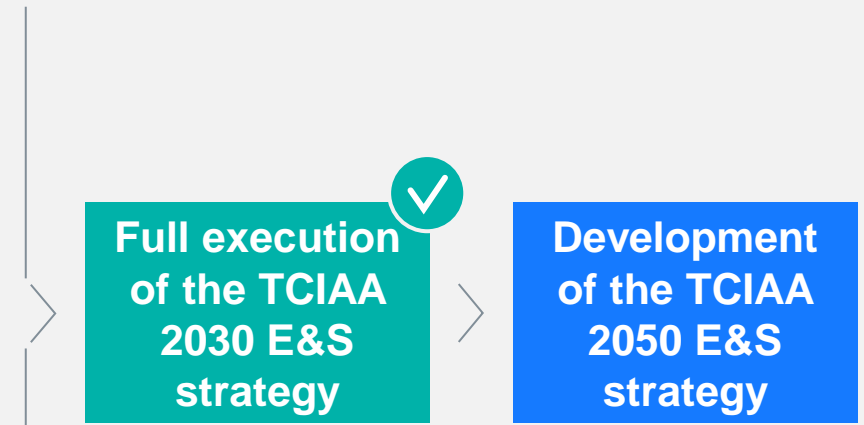 Full execution
of the TCIAA
2030 E&S
strategy
Development
of the TCIAA
2050 E&S
strategy